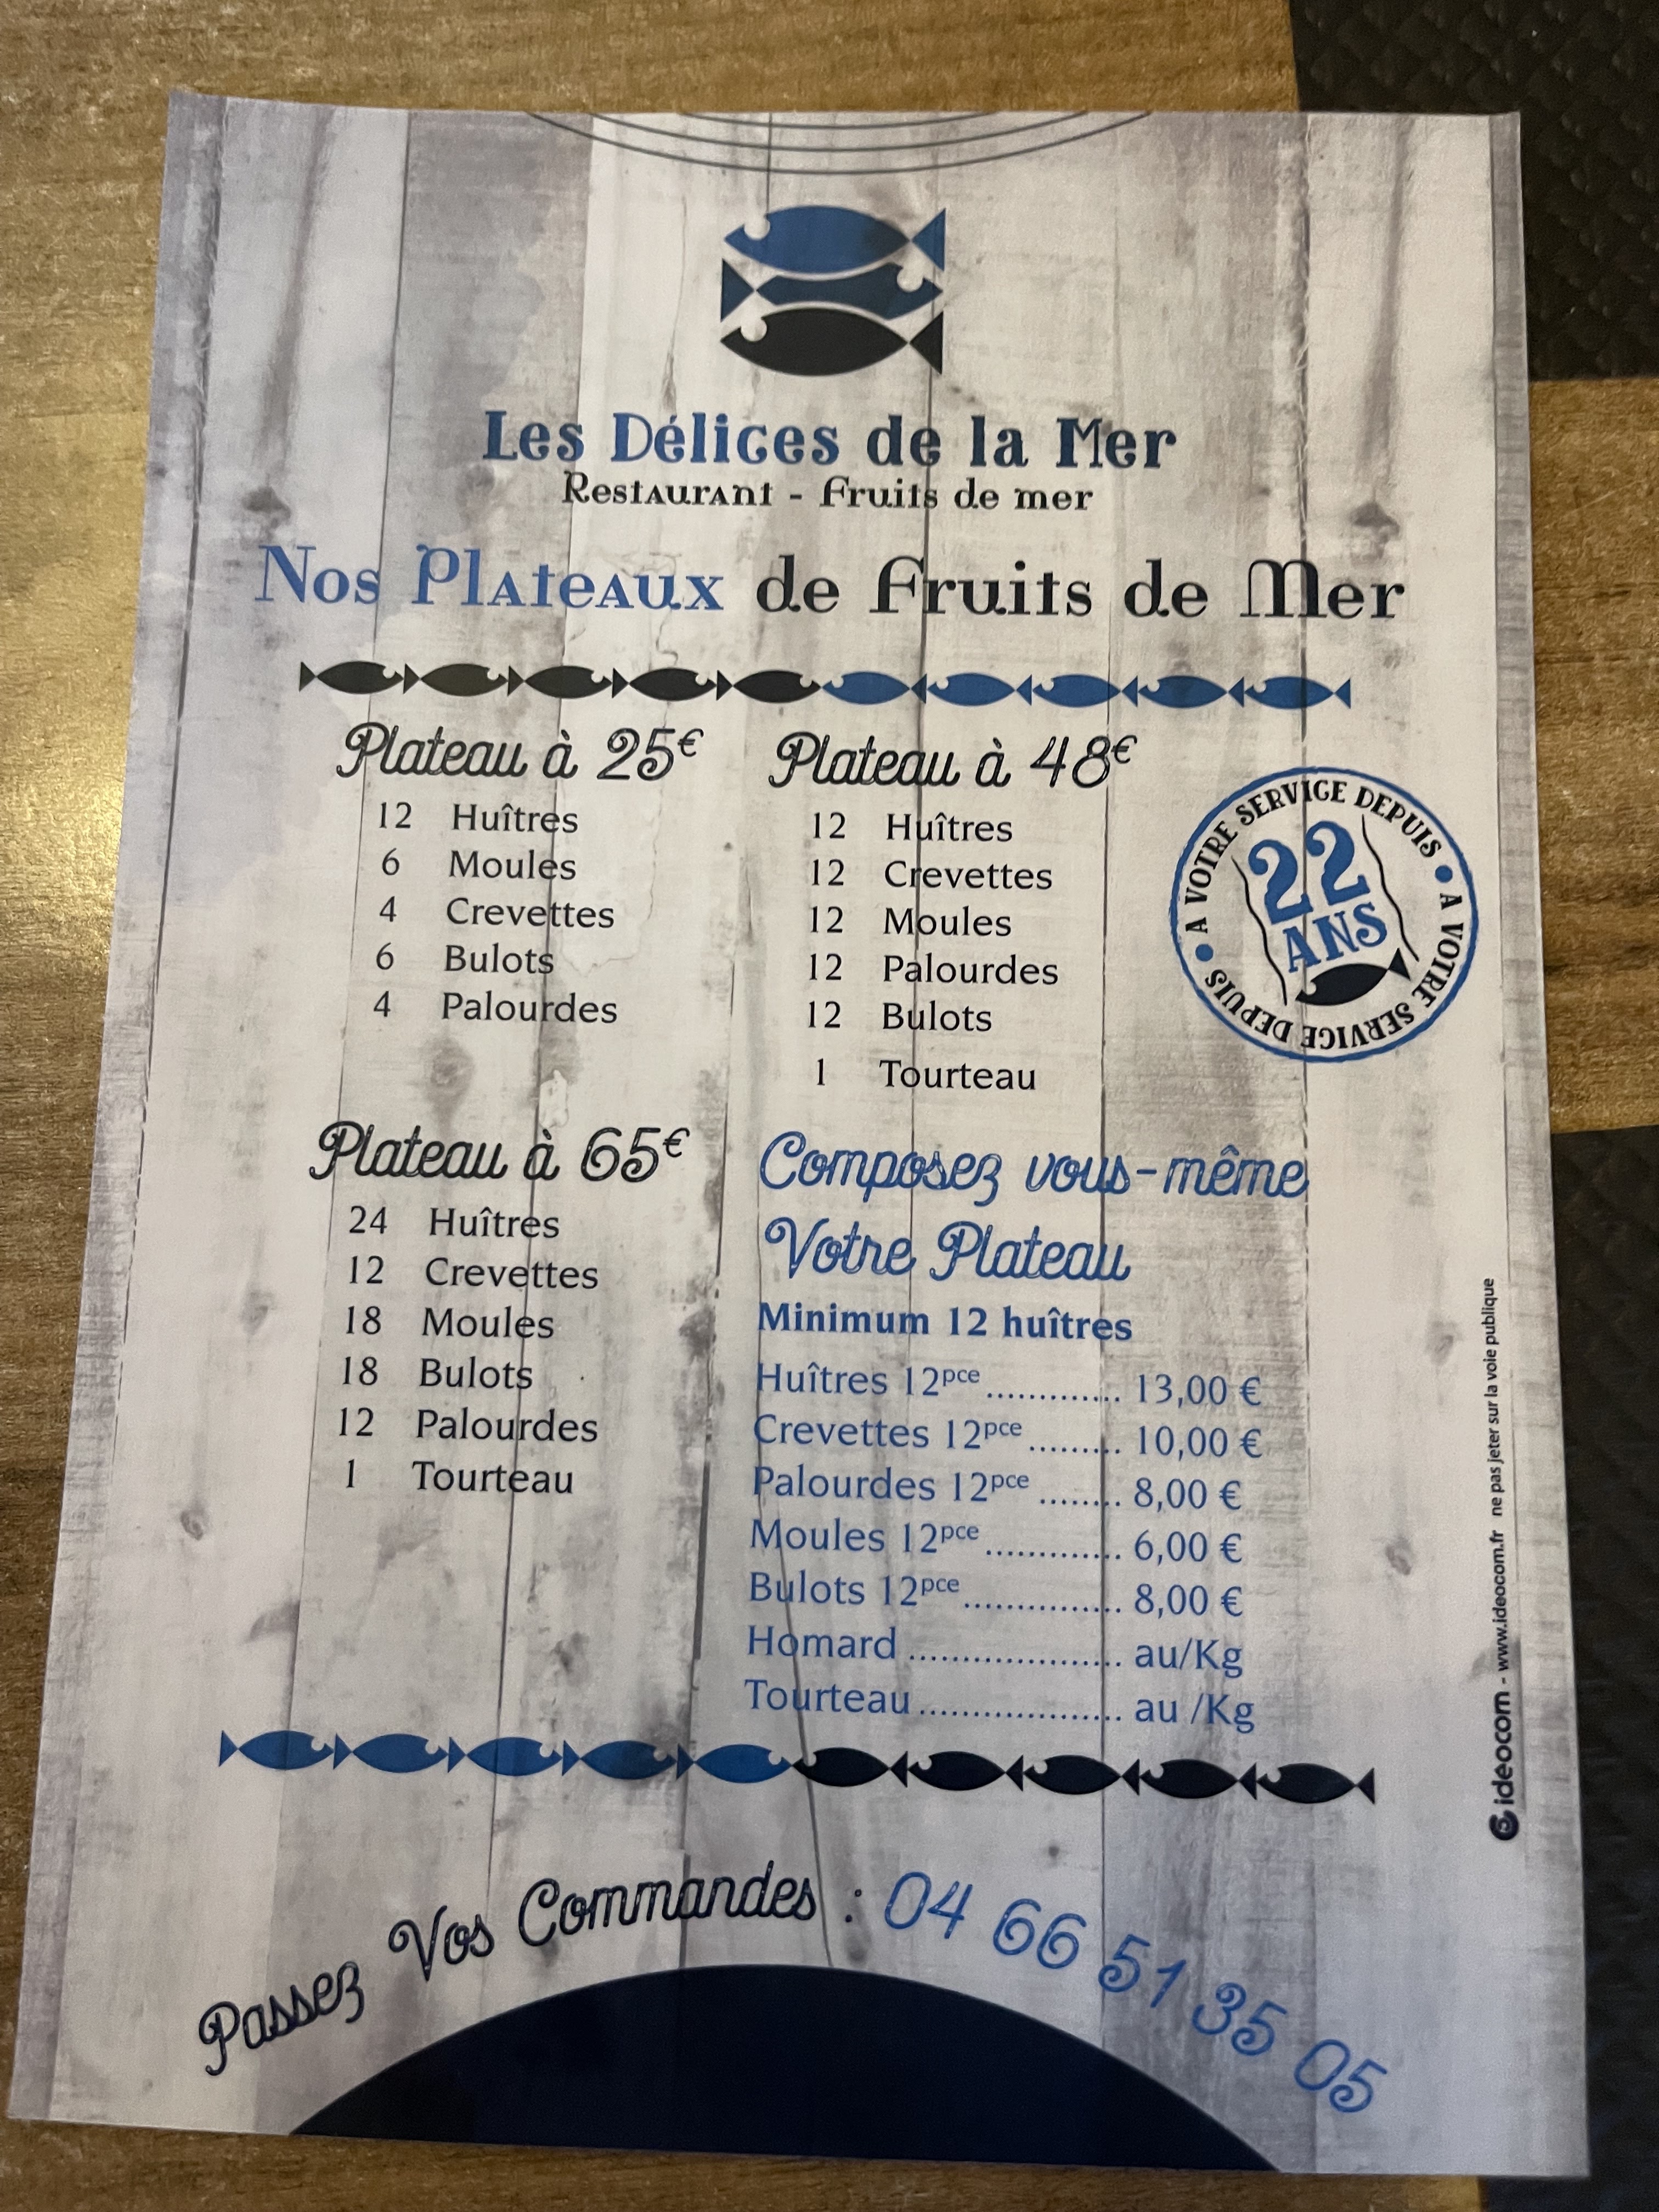 Les Délices de la Mer
Restaurant - Fruits de mer
Nos Plateaux de Fruits de Mer
Plateau à 25€
12 Huîtres
6 Moules
4 Crevettes
6 Bulots
4 Palourdes
Plateau à 48€
12 Huîtres
12 Crevettes
12 Moules
12 Palourdes
12 Bulots
1 Tourteau
A VOTRE SERVICE DEPUIS • A VOTRE SERVICE DEPUIS •
22
ANS
Plateau à 65€
24 Huîtres
12 Crevettes
18 Moules
18 Bulots
12 Palourdes
1 Tourteau
Composez vous-même
Votre Plateau
Minimum 12 huîtres
Huîtres 12pce ............. 13,00 €
Crevettes 12pce ......... 10,00 €
Palourdes 12pce ........ 8,00 €
Moules 12pce ............. 6,00 €
Bulots 12pce ............... 8,00 €
Homard .................... au/Kg
Tourteau ................... au /Kg
ideocom - www.ideocom.fr ne pas jeter sur la voie publique
Passez Vos Commandes : 04 66 51 35 05